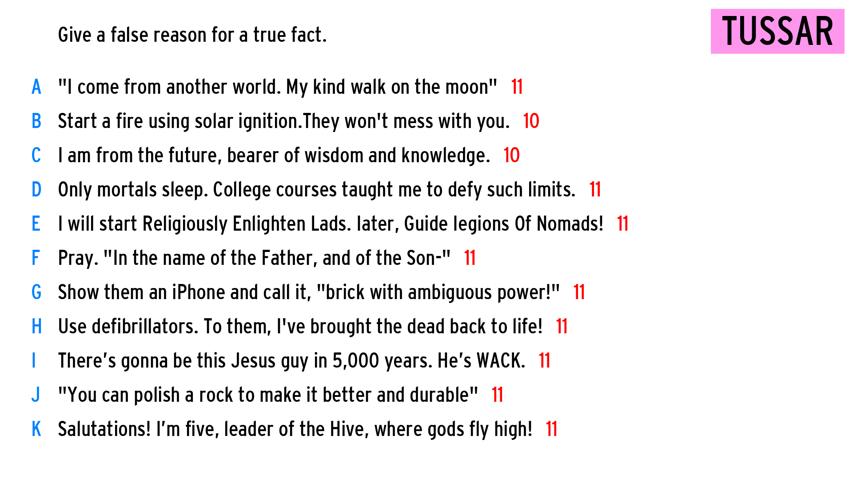 Give a false reason for a true fact.
TUSSAR
A "I come from another world. My kind walk on the moon" 11
B Start a fire using solar ignition.They won't mess with you. 10
C I am from the future, bearer of wisdom and knowledge. 10
D Only mortals sleep. College courses taught me to defy such limits. 11
E I will start Religiously Enlighten Lads. later, Guide legions Of Nomads! 11
F Pray. "In the name of the Father, and of the Son-" 11
G Show them an iPhone and call it, "brick with ambiguous power!" 11
H Use defibrillators. To them, I've brought the dead back to life! 11
I There's gonna be this Jesus guy in 5,000 years. He's WACK. 11
J "You can polish a rock to make it better and durable" 11
K Salutations! I'm five, leader of the Hive, where gods fly high! 11